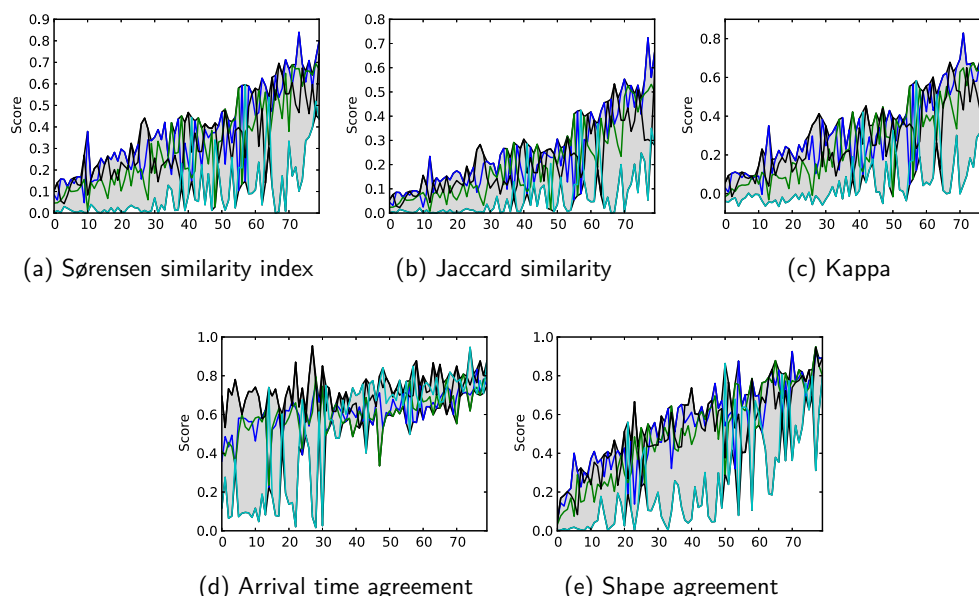 0.9
0.8
0.7
0.6
0.5
0.4
0.3
0.2
0.1
0.0
Score
0 10 20 30 40 50 60 70
(a) Sørensen similarity index
0.8
0.7
0.6
0.5
0.4
0.3
0.2
0.1
0.0
Score
0 10 20 30 40 50 60 70
(b) Jaccard similarity
0.8
0.6
0.4
0.2
0.0
Score
0 10 20 30 40 50 60 70
(c) Kappa
1.0
0.8
0.6
0.4
0.2
0.0
Score
0 10 20 30 40 50 60 70
(d) Arrival time agreement
1.0
0.8
0.6
0.4
0.2
0.0
Score
0 10 20 30 40 50 60 70
(e) Shape agreement